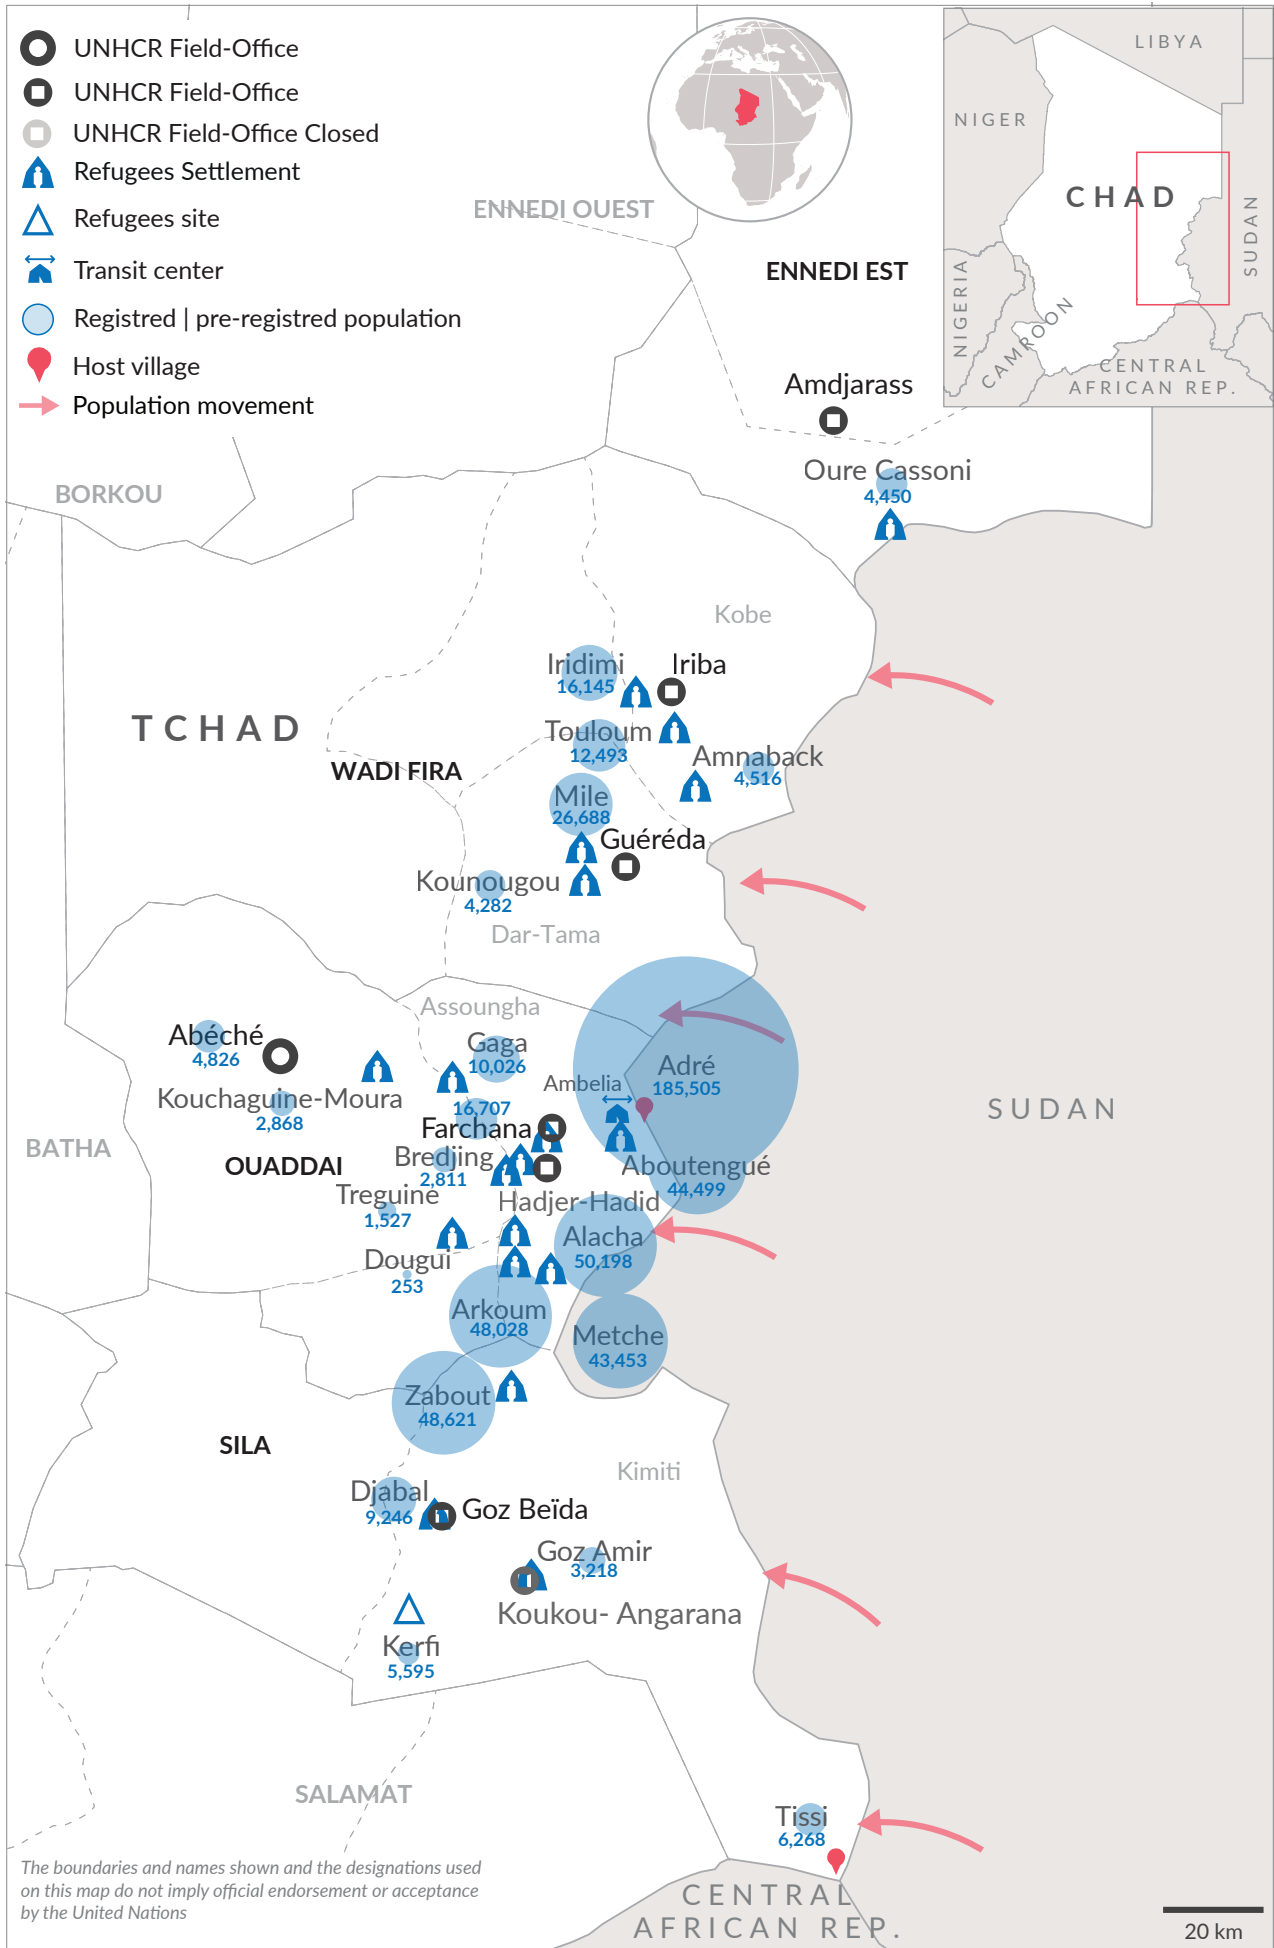 UNHCR Field-Office
UNHCR Field-Office
UNHCR Field-Office Closed
Refugees Settlement
Refugees site
Transit center
Registred | pre-registred population
Host village
Population movement
LIBYA
NIGER
CHAD
SUDAN
NIGERIA
CAMROON
CENTRAL
AFRICAN REP.
ENNEDI OUEST
ENNEDI EST
Amdjarass
Oure Cassoni
4,450
BORKOU
Kobe
Iridimi
16,145
Iriba
TCHAD
Touloum
12,493
Amnaback
4,516
WADI FIRA
Mile
26,688
Guéréda
Kounougou
4,282
Dar-Tama
Assoungha
Abéché
4,826
Gaga
10,026
Adré
185,505
Ambelia
Kouchaguine-Moura
2,868
16,707
Farchana
SUDAN
BATHA
OUADDAI
Bredjing
2,811
Aboutengué
44,499
Treguine
1,527
Hadjer-Hadid
Alacha
50,198
Dougui
253
Arkoum
48,028
Metche
43,453
Zabout
48,621
SILA
Kimiti
Djabal
9,246
Goz Beïda
Goz Amir
3,218
Koukou- Angarana
Kerfi
5,595
SALAMAT
Tissi
6,268
The boundaries and names shown and the designations used
on this map do not imply official endorsement or acceptance
by the United Nations
CENTRAL
AFRICAN REP.
20 km